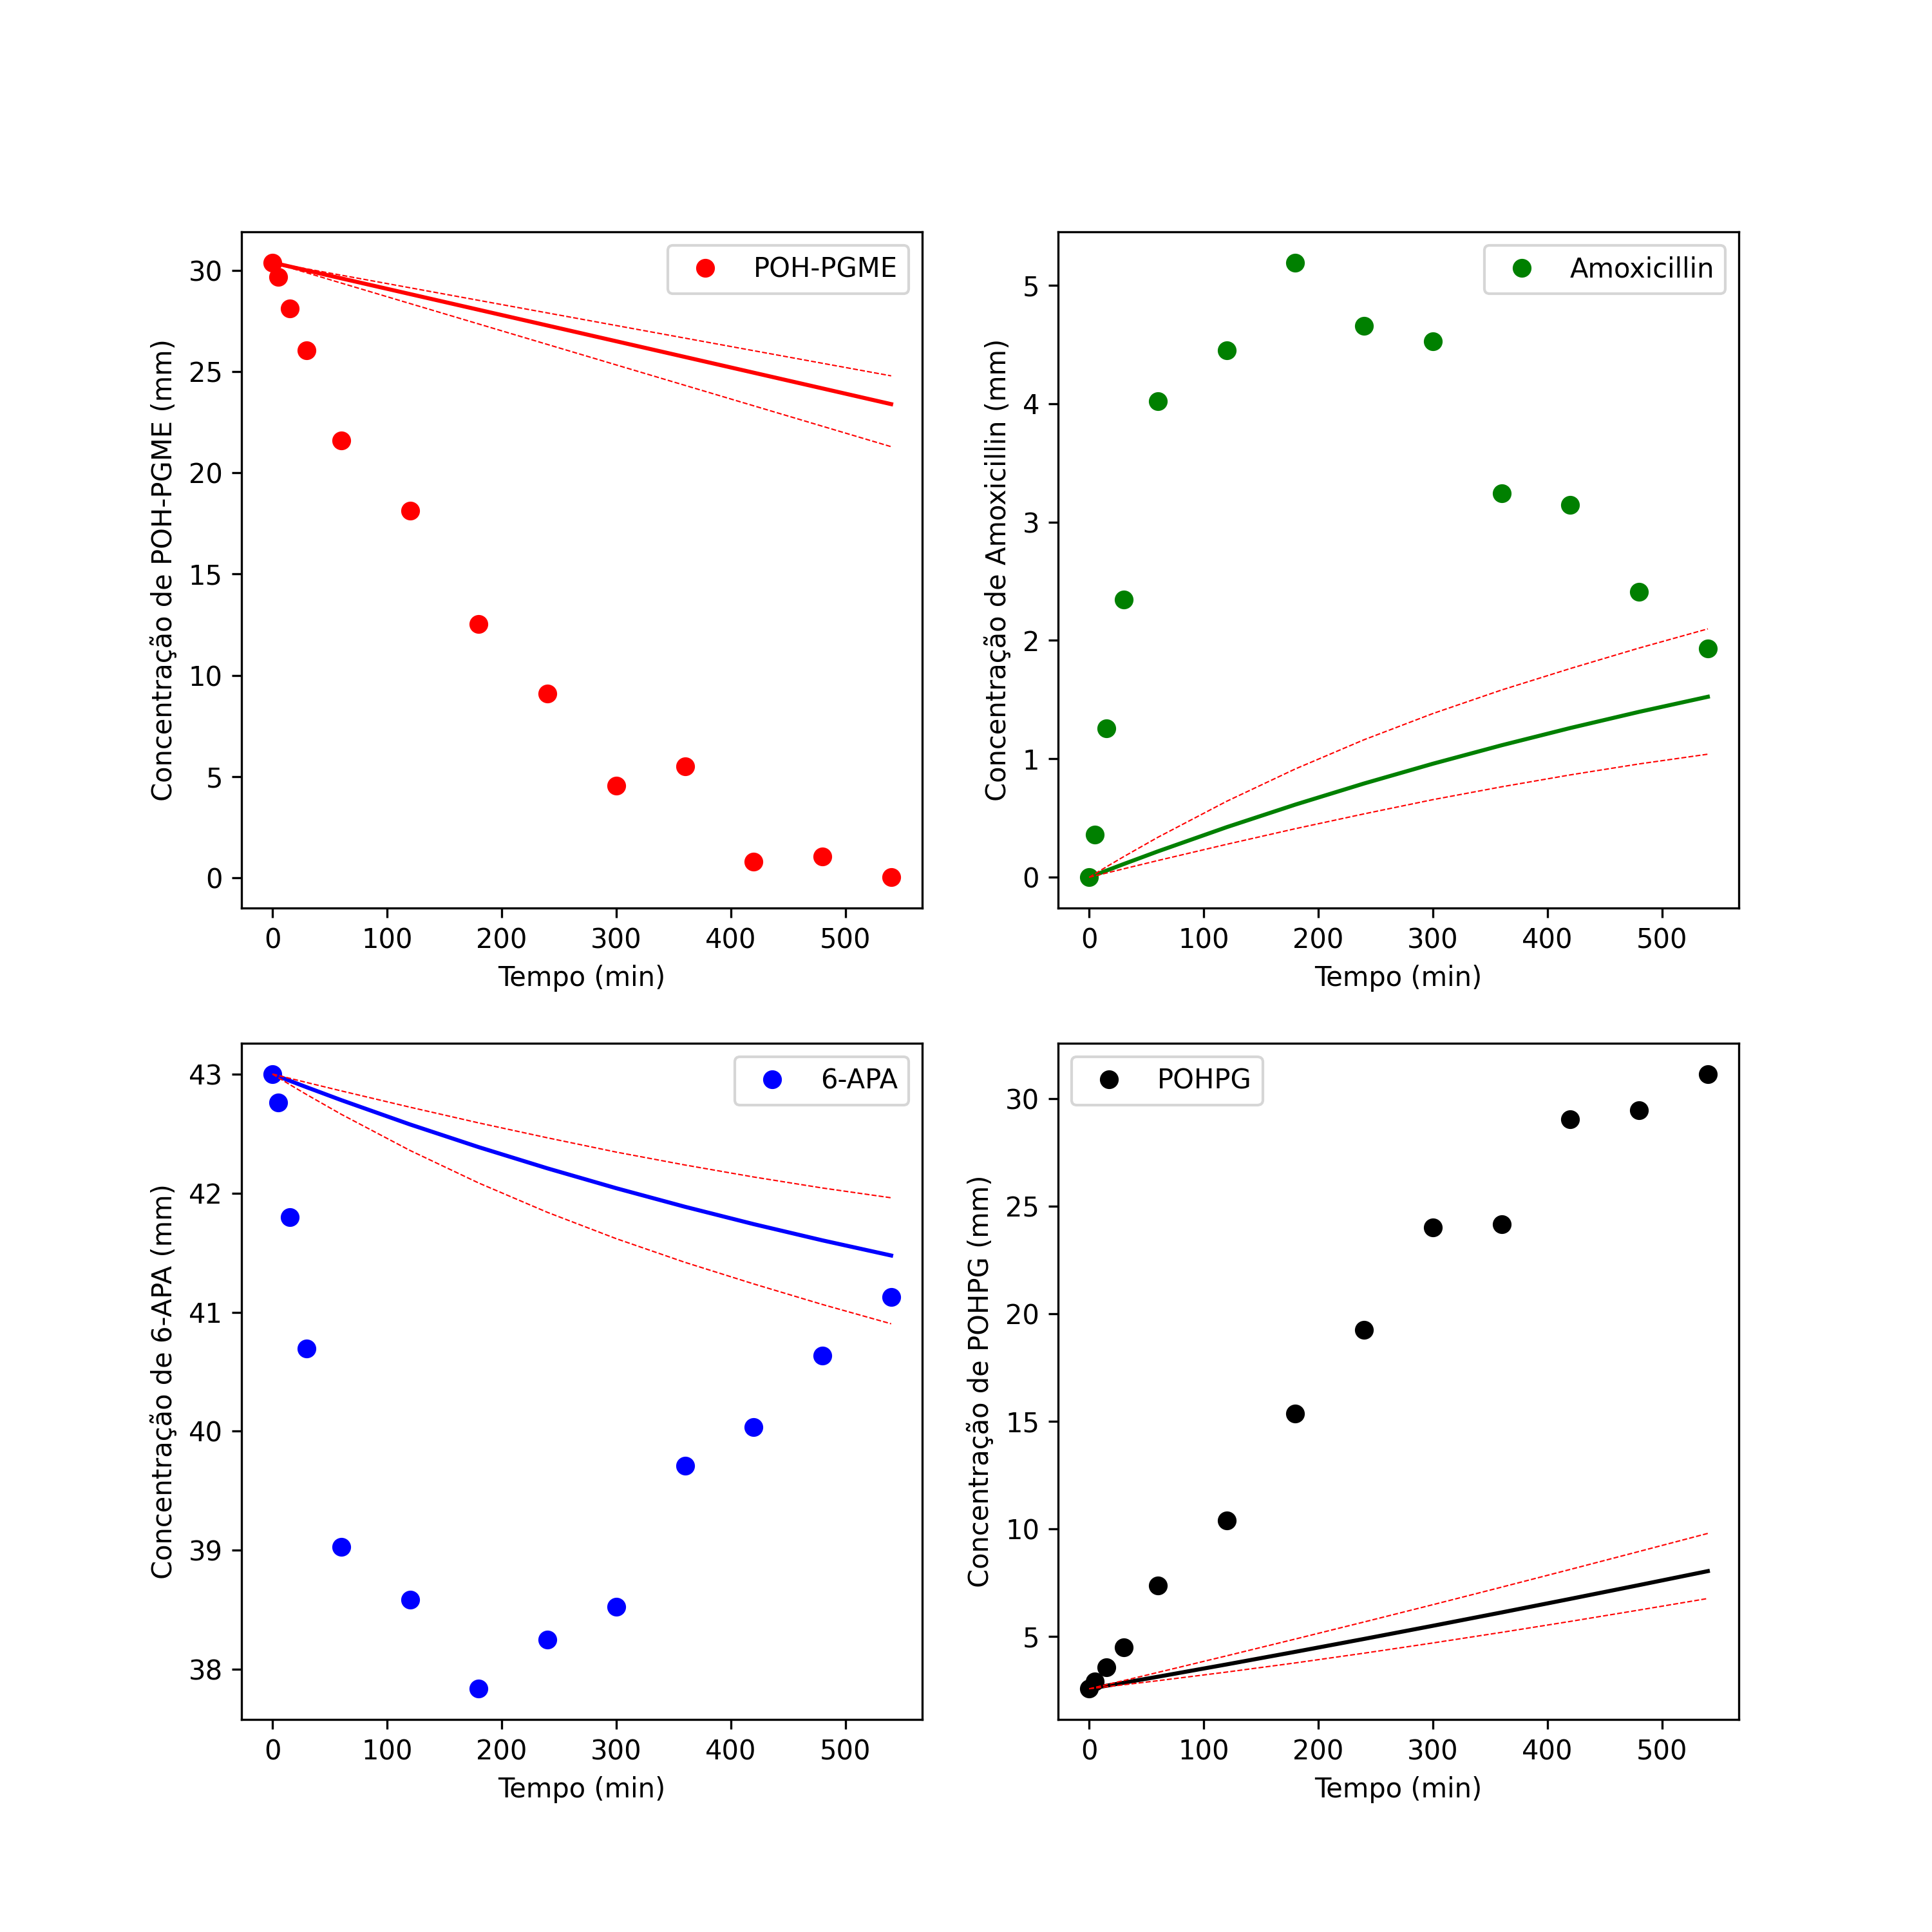 POH-PGME
Concentração de POH-PGME (mm)
30
25
20
15
10
5
0
0 100 200 300 400 500
Tempo (min)
Amoxicillin
Concentração de Amoxicillin (mm)
5
4
3
2
1
0
0 100 200 300 400 500
Tempo (min)
6-APA
Concentração de 6-APA (mm)
43
42
41
40
39
38
0 100 200 300 400 500
Tempo (min)
POHPG
Concentração de POHPG (mm)
30
25
20
15
10
5
0 100 200 300 400 500
Tempo (min)